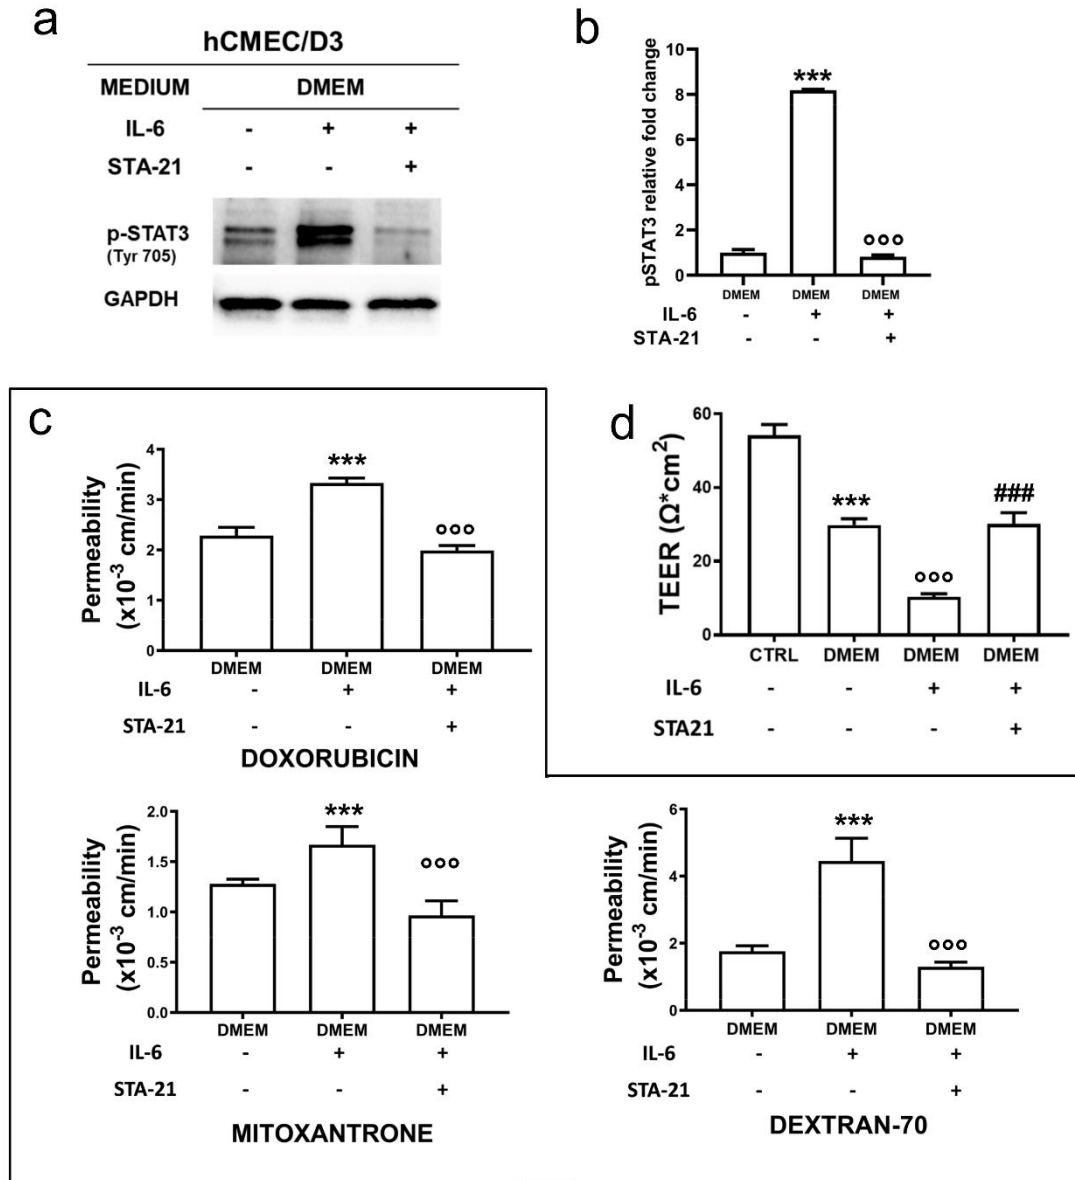 a
hCMEC/D3
MEDIUM DMEM
IL-6 - + +
STA-21 - - +
p-STAT3
(Tyr 705)
GAPDH
b
pSTAT3 relative fold change
10
8
6
4
2
0
***
°°°
DMEM DMEM DMEM
IL-6 - + +
STA-21 - - +
c
Permeability
(x10⁻³ cm/min)
4
3
2
1
0
***
°°°
DMEM DMEM DMEM
IL-6 - + +
STA-21 - - +
DOXORUBICIN
d
TEER (Ω*cm²)
60
40
20
0
***
°°°
###
CTRL DMEM DMEM DMEM
IL-6 - - + +
STA21 - - - +
Permeability
(x10⁻³ cm/min)
2.0
1.5
1.0
0.5
0.0
***
°°°
DMEM DMEM DMEM
IL-6 - + +
STA-21 - - +
MITOXANTRONE
Permeability
(x10⁻³ cm/min)
6
4
2
0
***
°°°
DMEM DMEM DMEM
IL-6 - + +
STA-21 - - +
DEXTRAN-70